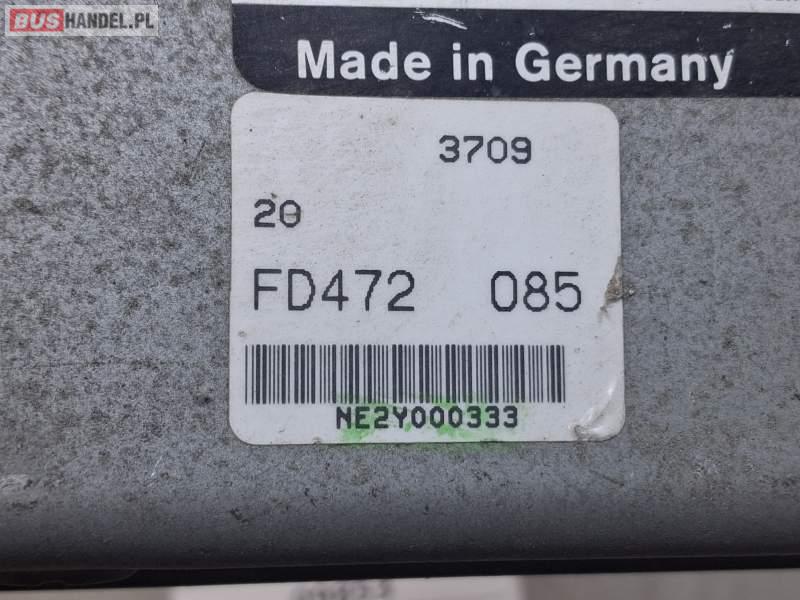 BUSHANDEL.PL
Made in Germany
3709
20
FD472 085
NE2Y000333